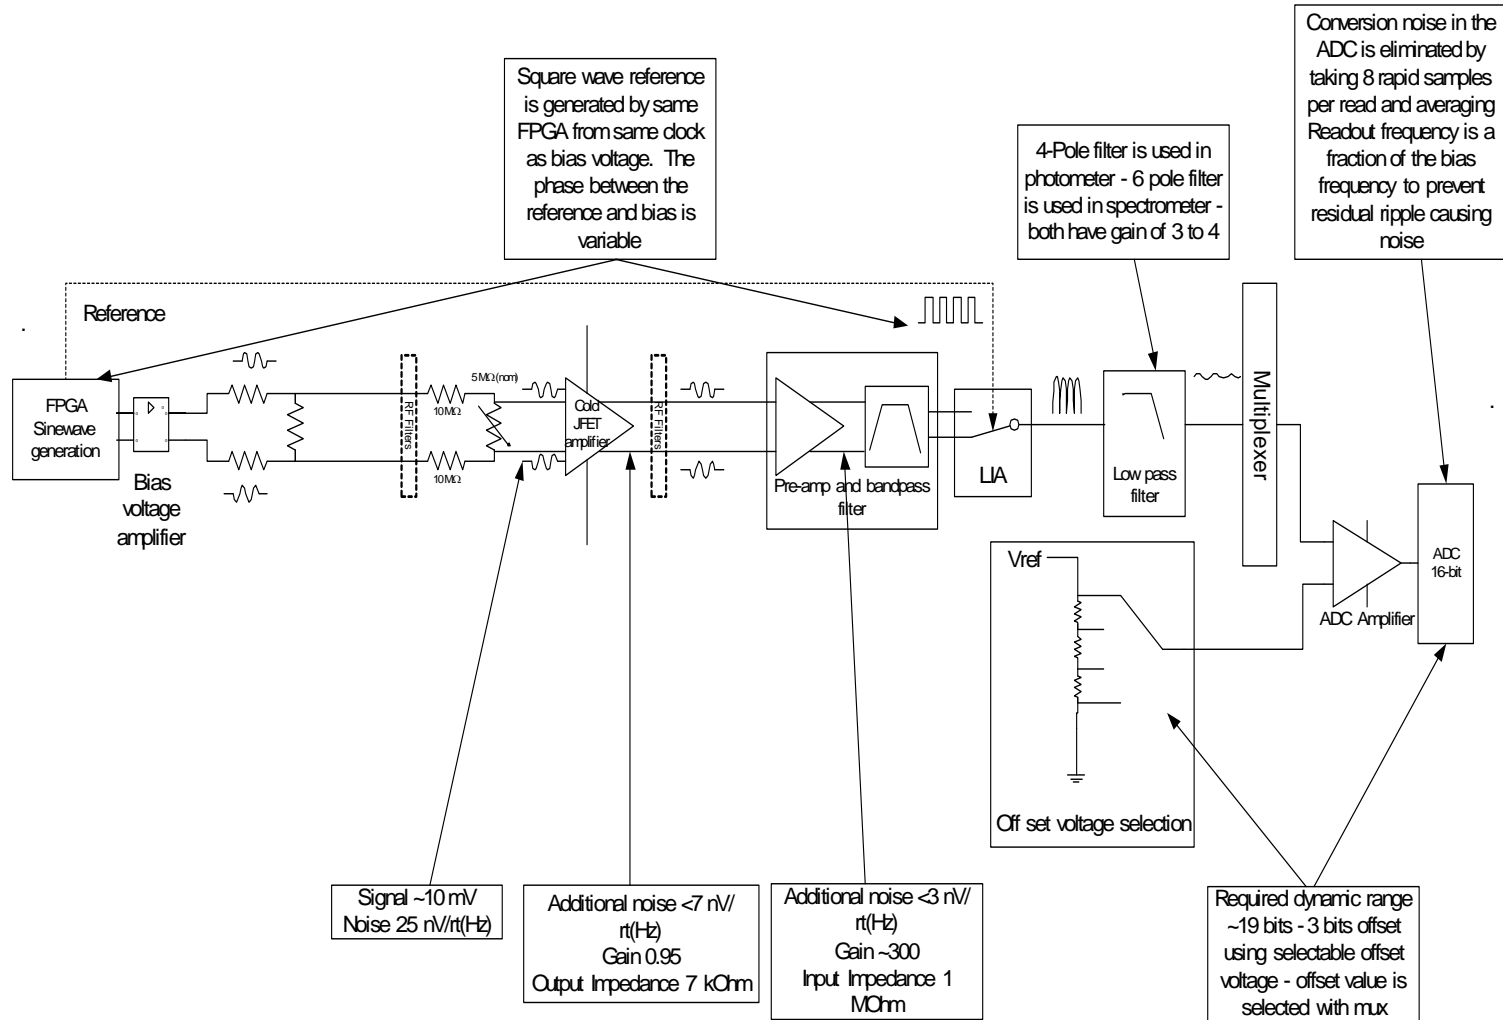 Conversion noise in the
ADC is eliminated by
taking 8 rapid samples
per read and averaging
Readout frequency is a
fraction of the bias
frequency to prevent
residual ripple causing
noise
Square wave reference
is generated by same
FPGA from same clock
as bias voltage. The
phase between the
reference and bias is
variable
4-Pole filter is used in
photometer - 6 pole filter
is used in spectrometer -
both have gain of 3 to 4
Reference
FPGA
Sinewave
generation
Bias
voltage
amplifier
RF Filters
10MΩ
10MΩ
5 MΩ (nom)
Cold
JFET
amplifier
RF Filters
Pre-amp and bandpass
filter
LIA
Low pass
filter
Multiplexer
Vref
Off set voltage selection
ADC Amplifier
ADC
16-bit
Signal ~10 mV
Noise 25 nV/rt(Hz)
Additional noise <7 nV/
rt(Hz)
Gain 0.95
Output Impedance 7 kOhm
Additional noise <3 nV/
rt(Hz)
Gain ~300
Input Impedance 1
MOhm
Required dynamic range
~19 bits - 3 bits offset
using selectable offset
voltage - offset value is
selected with mux